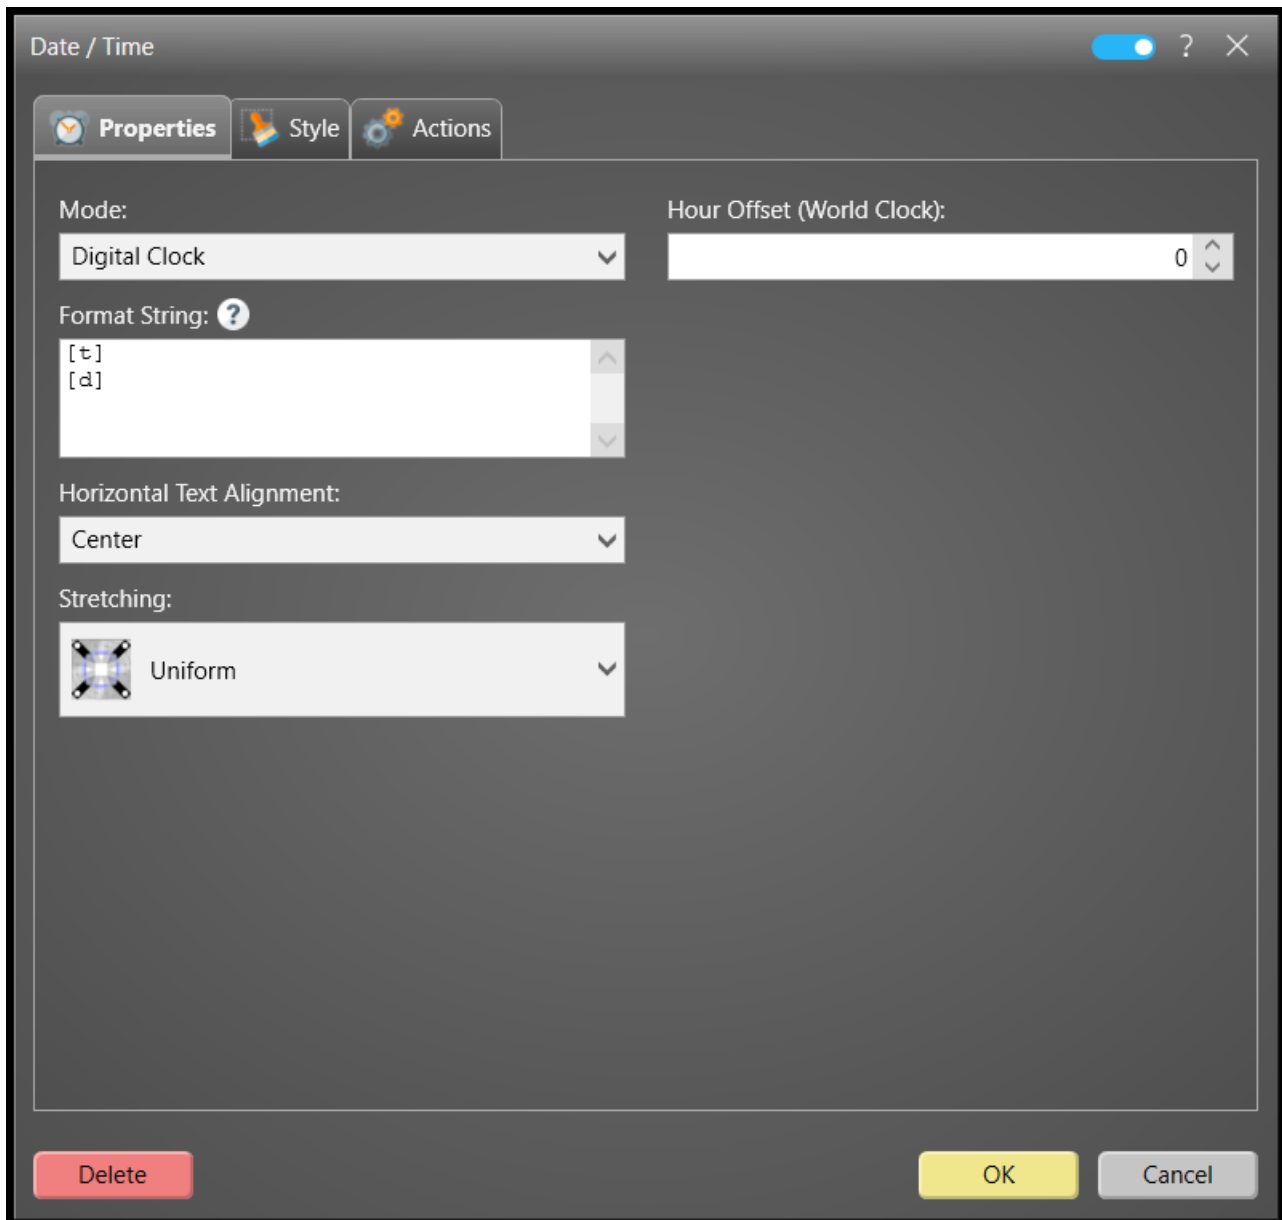 Date / Time ?
Properties Style Actions
Mode:
Digital Clock
Hour Offset (World Clock):
0
Format String: ?
[t]
[d]
Horizontal Text Alignment:
Center
Stretching:
Uniform
Delete OK Cancel